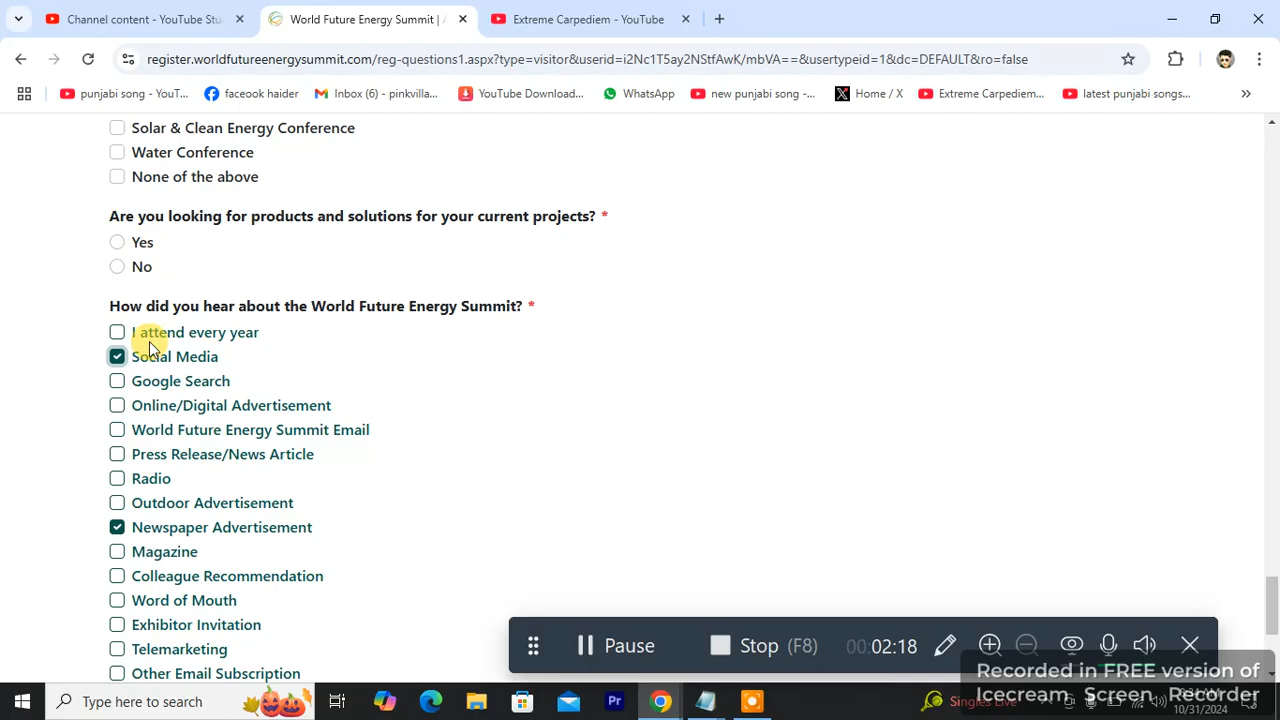 Channel content - YouTube Stu
World Future Energy Summit | A
Extreme Carpediem - YouTube
register.worldfutureenergysummit.com/reg-questions1.aspx?type=visitor&userid=i2Nc1T5ay2NStfAwK/mbVA==&usertypeid=1&dc=DEFAULT&ro=false
punjabi song - YouT...
faceook haider
Inbox (6) - pinkvilla...
YouTube Download...
WhatsApp
new punjabi song -...
Home / X
Extreme Carpediem...
latest punjabi songs...
Solar & Clean Energy Conference
Water Conference
None of the above
Are you looking for products and solutions for your current projects? *
Yes
No
How did you hear about the World Future Energy Summit? *
I attend every year
Social Media
Google Search
Online/Digital Advertisement
World Future Energy Summit Email
Press Release/News Article
Radio
Outdoor Advertisement
Newspaper Advertisement
Magazine
Colleague Recommendation
Word of Mouth
Exhibitor Invitation
Telemarketing
Other Email Subscription
Pause
Stop (F8)
00:02:18
Recorded in FREE version of
Icecream Screen Recorder
Type here to search
Pr
Singles Live
10/31/2024